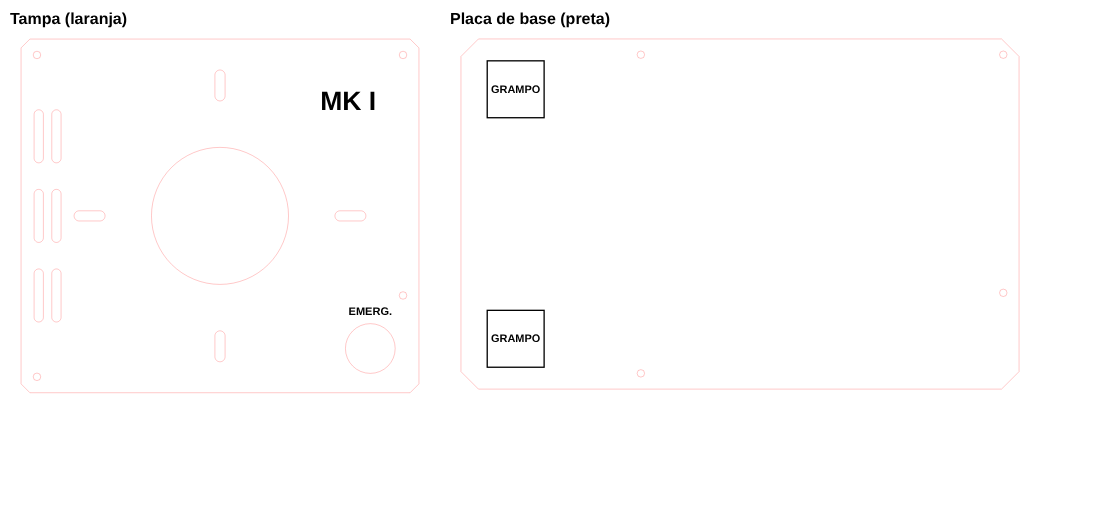 Tampa (laranja)
Placa de base (preta)
MK I
EMERG.
GRAMPO
GRAMPO